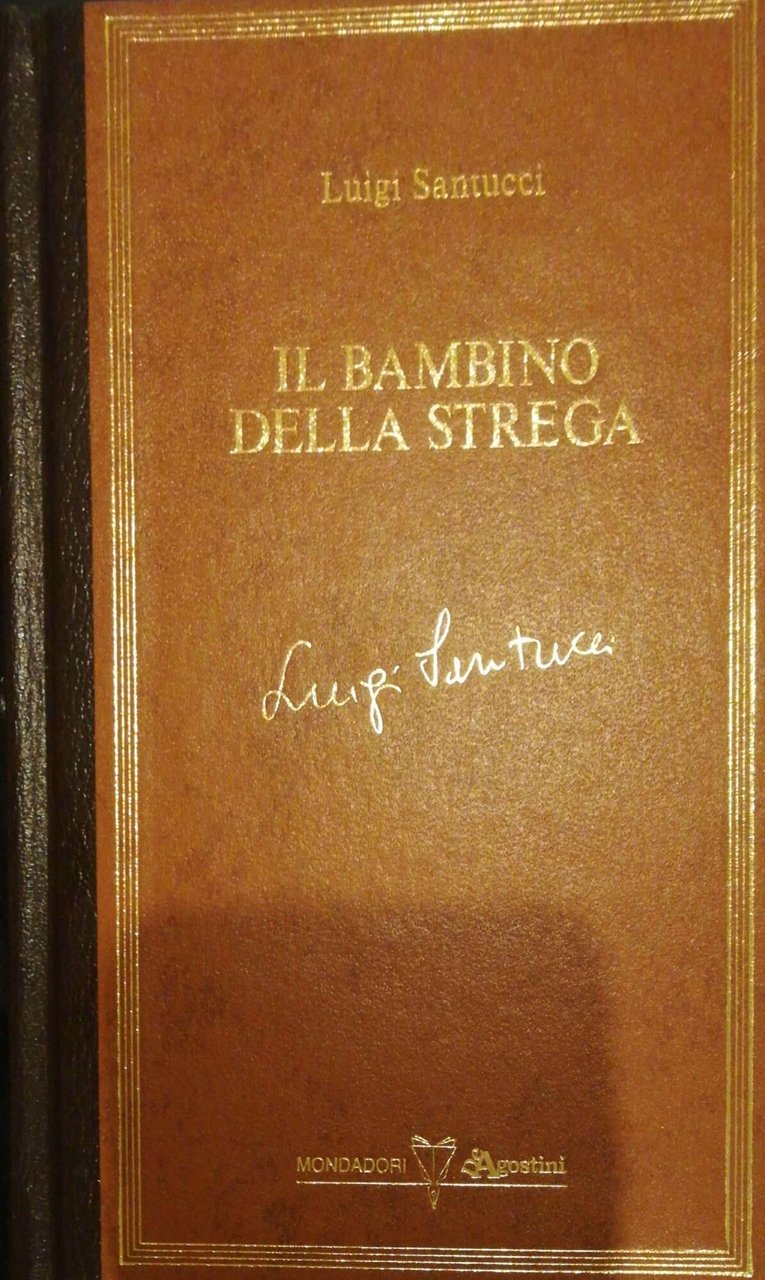 Luigi Santucci
IL BAMBINO
DELLA STREGA
Luigi Santucci
MONDADORI DeAgostini